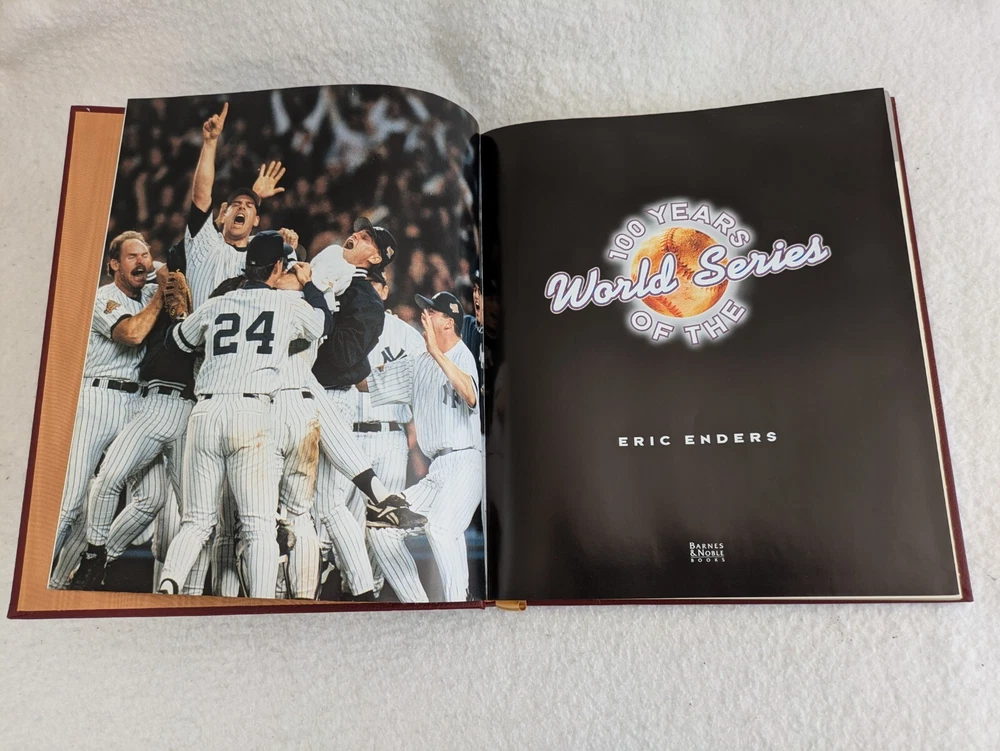 24
100 YEARS
OF THE
World Series
ERIC ENDERS
BARNES
& NOBLE
BOOKS